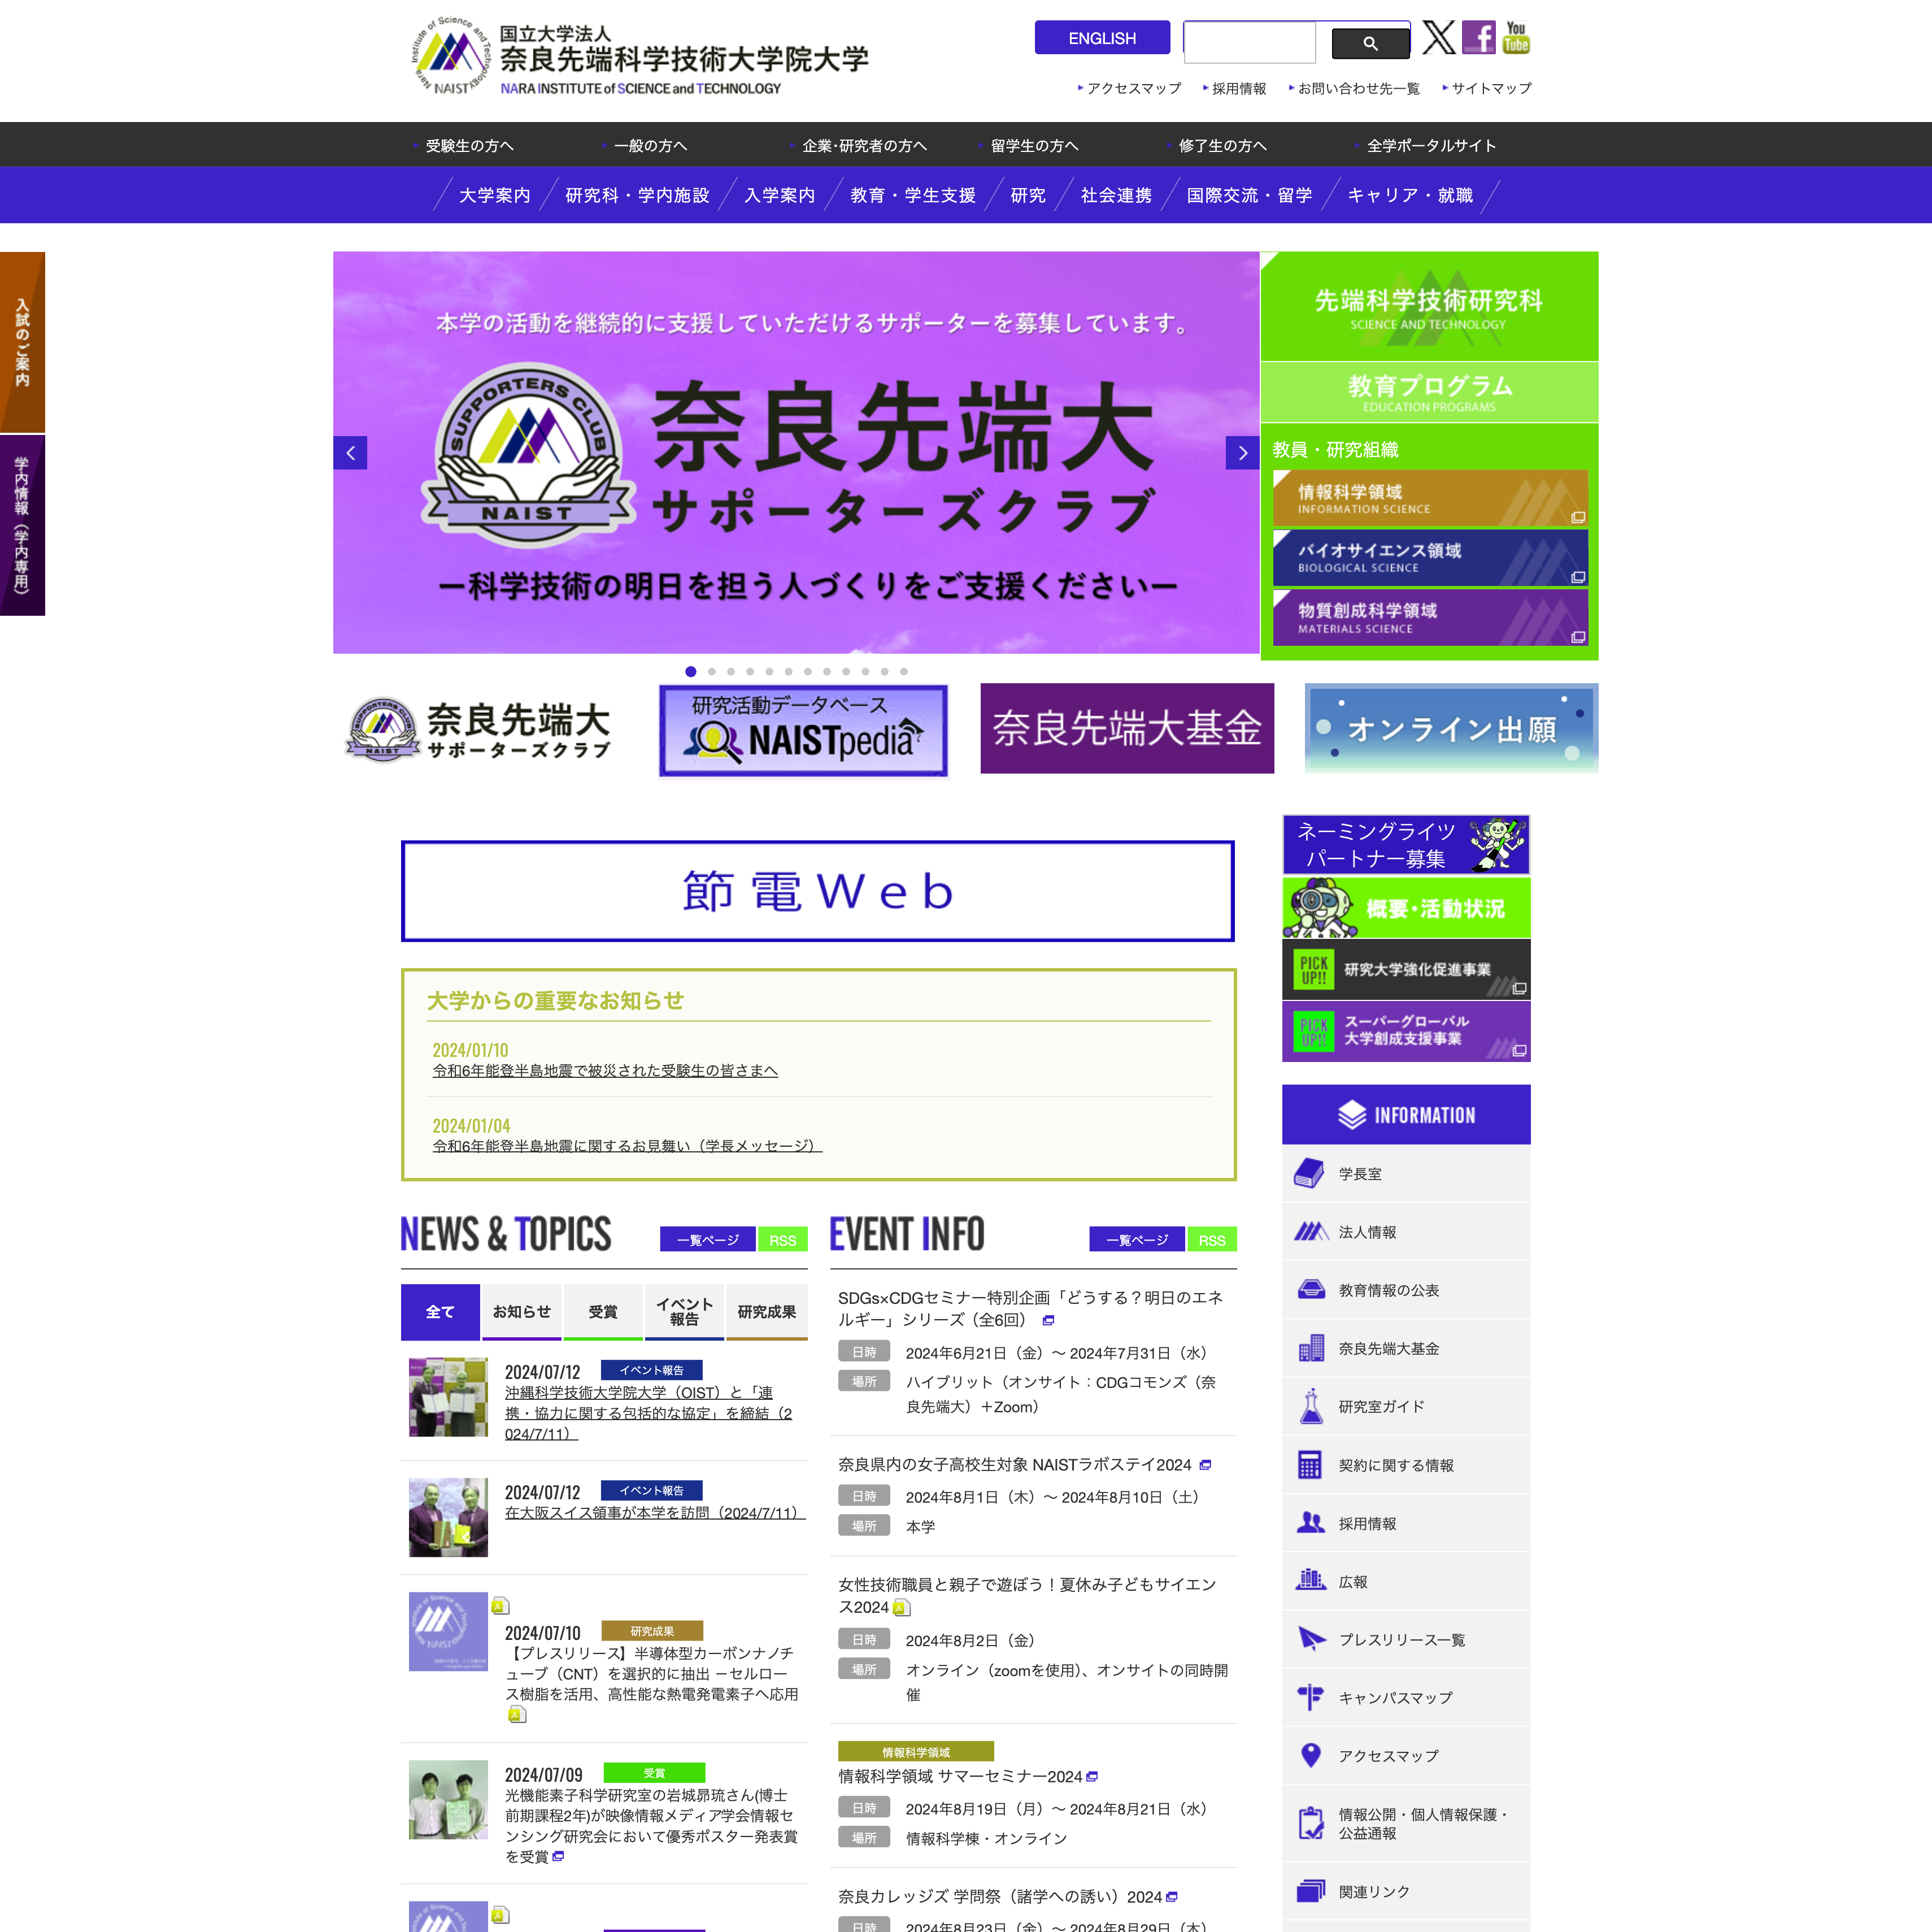 Nara Institute of Science and Technology
NAIST
国立大学法人
奈良先端科学技術大学院大学
NARA INSTITUTE of SCIENCE and TECHNOLOGY
ENGLISH
You
Tube
アクセスマップ
採用情報
お問い合わせ先一覧
サイトマップ
受験生の方へ
一般の方へ
企業･研究者の方へ
留学生の方へ
修了生の方へ
全学ポータルサイト
大学案内
研究科・学内施設
入学案内
教育・学生支援
研究
社会連携
国際交流・留学
キャリア・就職
入試のご案内
学内情報（学内専用）
本学の活動を継続的に支援していただけるサポーターを募集しています。
SUPPORTERS CLUB
NAIST
奈良先端大
サポーターズクラブ
ー科学技術の明日を担う人づくりをご支援くださいー
先端科学技術研究科
SCIENCE AND TECHNOLOGY
教育プログラム
EDUCATION PROGRAMS
教員・研究組織
情報科学領域
INFORMATION SCIENCE
バイオサイエンス領域
BIOLOGICAL SCIENCE
物質創成科学領域
MATERIALS SCIENCE
SUPPORTERS CLUB
NAIST
奈良先端大
サポーターズクラブ
研究活動データベース
NAISTpedia
奈良先端大基金
オンライン出願
節電Web
大学からの重要なお知らせ
2024/01/10
令和6年能登半島地震で被災された受験生の皆さまへ
2024/01/04
令和6年能登半島地震に関するお見舞い（学長メッセージ）
NEWS & TOPICS
一覧ページ
RSS
全て
お知らせ
受賞
イベント
報告
研究成果
2024/07/12
イベント報告
沖縄科学技術大学院大学（OIST）と「連
携・協力に関する包括的な協定」を締結（2
024/7/11）
2024/07/12
イベント報告
在大阪スイス領事が本学を訪問（2024/7/11）
2024/07/10
研究成果
【プレスリリース】半導体型カーボンナノチ
ューブ（CNT）を選択的に抽出 －セルロー
ス樹脂を活用、高性能な熱電発電素子へ応用
2024/07/09
受賞
光機能素子科学研究室の岩城昴琉さん(博士
前期課程2年)が映像情報メディア学会情報セ
ンシング研究会において優秀ポスター発表賞
を受賞
EVENT INFO
一覧ページ
RSS
SDGs×CDGセミナー特別企画「どうする？明日のエネ
ルギー」シリーズ（全6回）
日時
2024年6月21日（金）～ 2024年7月31日（水）
場所
ハイブリット（オンサイト：CDGコモンズ（奈
良先端大）＋Zoom）
奈良県内の女子高校生対象 NAISTラボステイ2024
日時
2024年8月1日（木）～ 2024年8月10日（土）
場所
本学
女性技術職員と親子で遊ぼう！夏休み子どもサイエン
ス2024
日時
2024年8月2日（金）
場所
オンライン（zoomを使用）、オンサイトの同時開
催
情報科学領域
情報科学領域 サマーセミナー2024
日時
2024年8月19日（月）～ 2024年8月21日（水）
場所
情報科学棟・オンライン
奈良カレッジズ 学問祭（諸学への誘い）2024
日時
2024年8月23日（金）～ 2024年8月29日（木）
ネーミングライツ
パートナー募集
概要･活動状況
PICK
UP!!
研究大学強化促進事業
PICK
UP!!
スーパーグローバル
大学創成支援事業
INFORMATION
学長室
法人情報
教育情報の公表
奈良先端大基金
研究室ガイド
契約に関する情報
採用情報
広報
プレスリリース一覧
キャンパスマップ
アクセスマップ
情報公開・個人情報保護・
公益通報
関連リンク